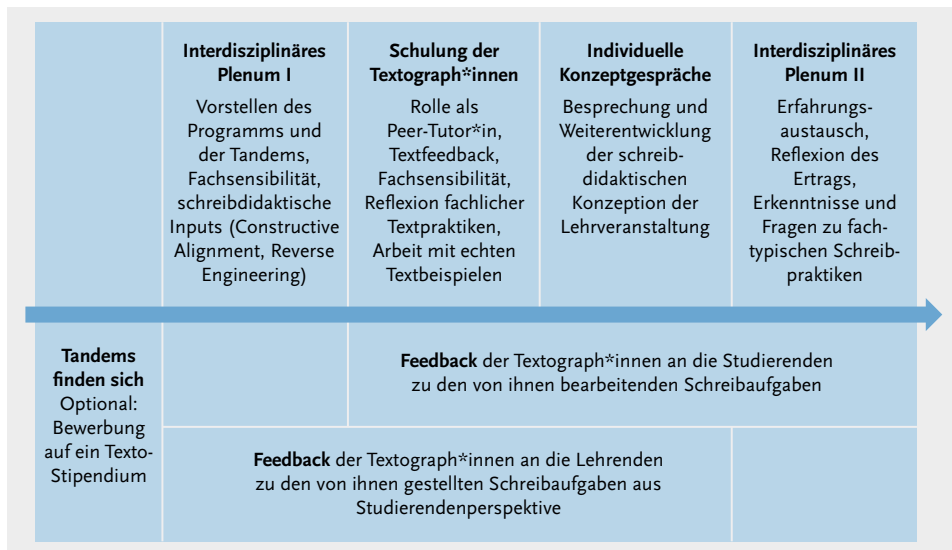 Interdisziplinäres
Plenum I
Vorstellen des
Programms und
der Tandems,
Fachsensibilität,
schreibdidaktische
Inputs (Constructive
Alignment, Reverse
Engineering)
Schulung der
Textograph*innen
Rolle als
Peer-Tutor*in,
Textfeedback,
Fachsensibilität,
Reflexion fachlicher
Textpraktiken,
Arbeit mit echten
Textbeispielen
Individuelle
Konzeptgespräche
Besprechung und
Weiterentwicklung
der schreib-
didaktischen
Konzeption der
Lehrveranstaltung
Interdisziplinäres
Plenum II
Erfahrungs-
austausch,
Reflexion des
Ertrags,
Erkenntnisse und
Fragen zu fach-
typischen Schreib-
praktiken
Tandems
finden sich
Optional:
Bewerbung
auf ein Texto-
Stipendium
Feedback der Textograph*innen an die Studierenden
zu den von ihnen bearbeitenden Schreibaufgaben
Feedback der Textograph*innen an die Lehrenden
zu den von ihnen gestellten Schreibaufgaben aus
Studierendenperspektive